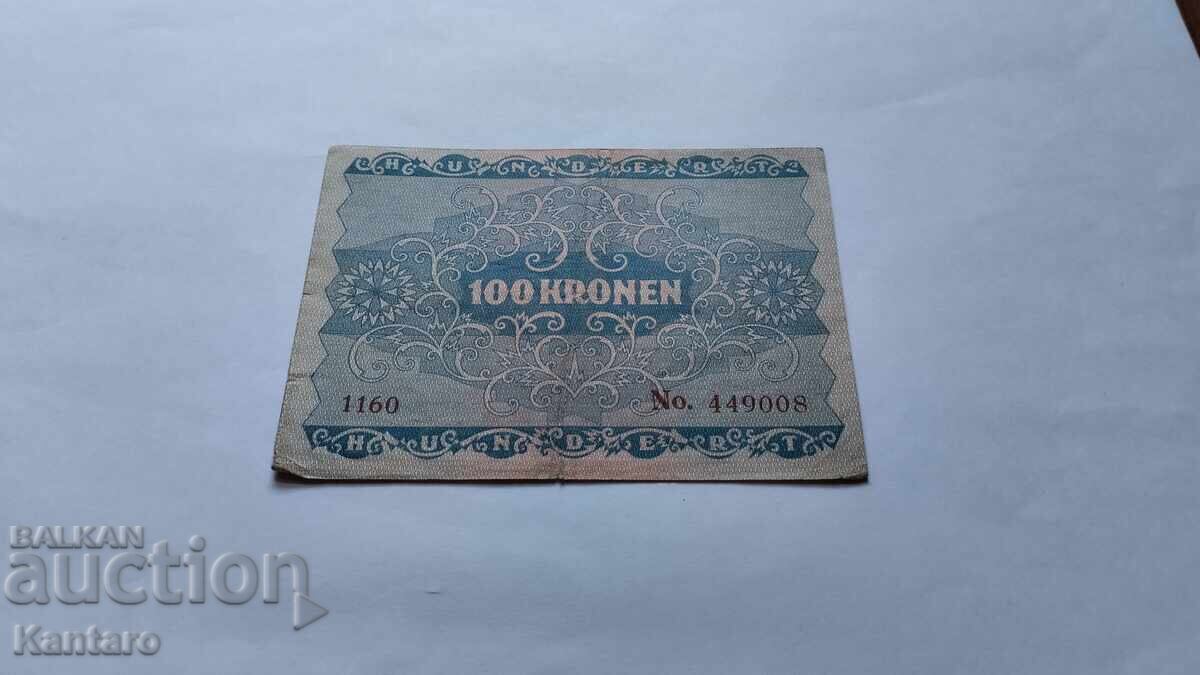 HUNDERT
100 KRONEN
1160 No. 449008
HUNDERT
BALKAN
auction
Kantaro